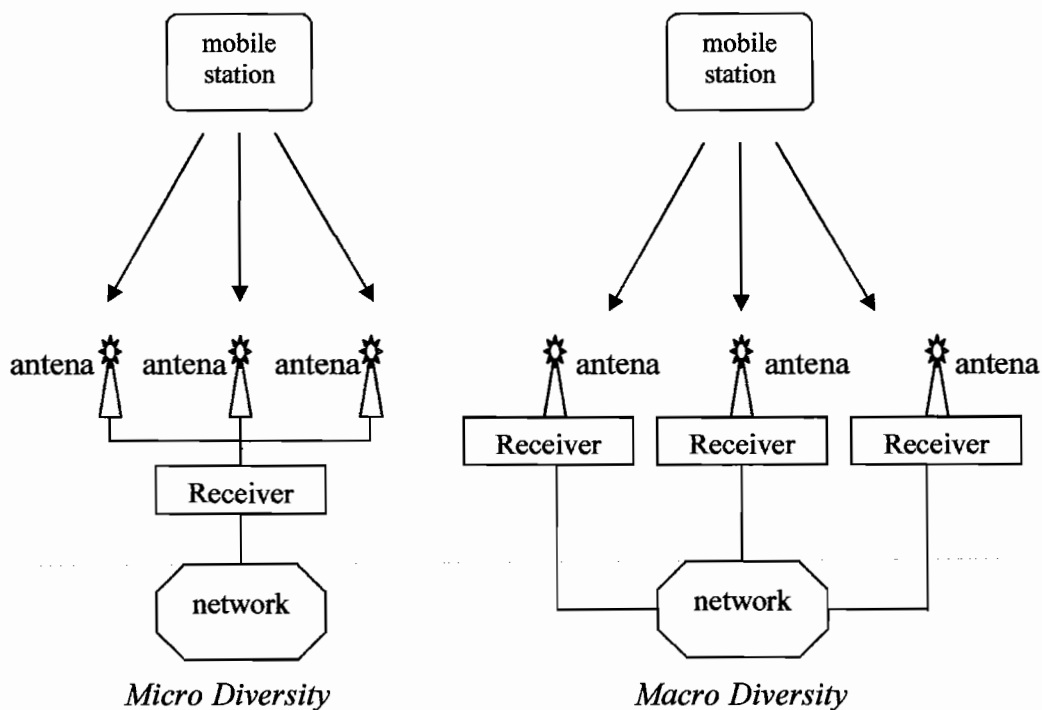 mobile
station
antena
antena
antena
Receiver
network
Micro Diversity
mobile
station
antena
antena
antena
Receiver
Receiver
Receiver
network
Macro Diversity